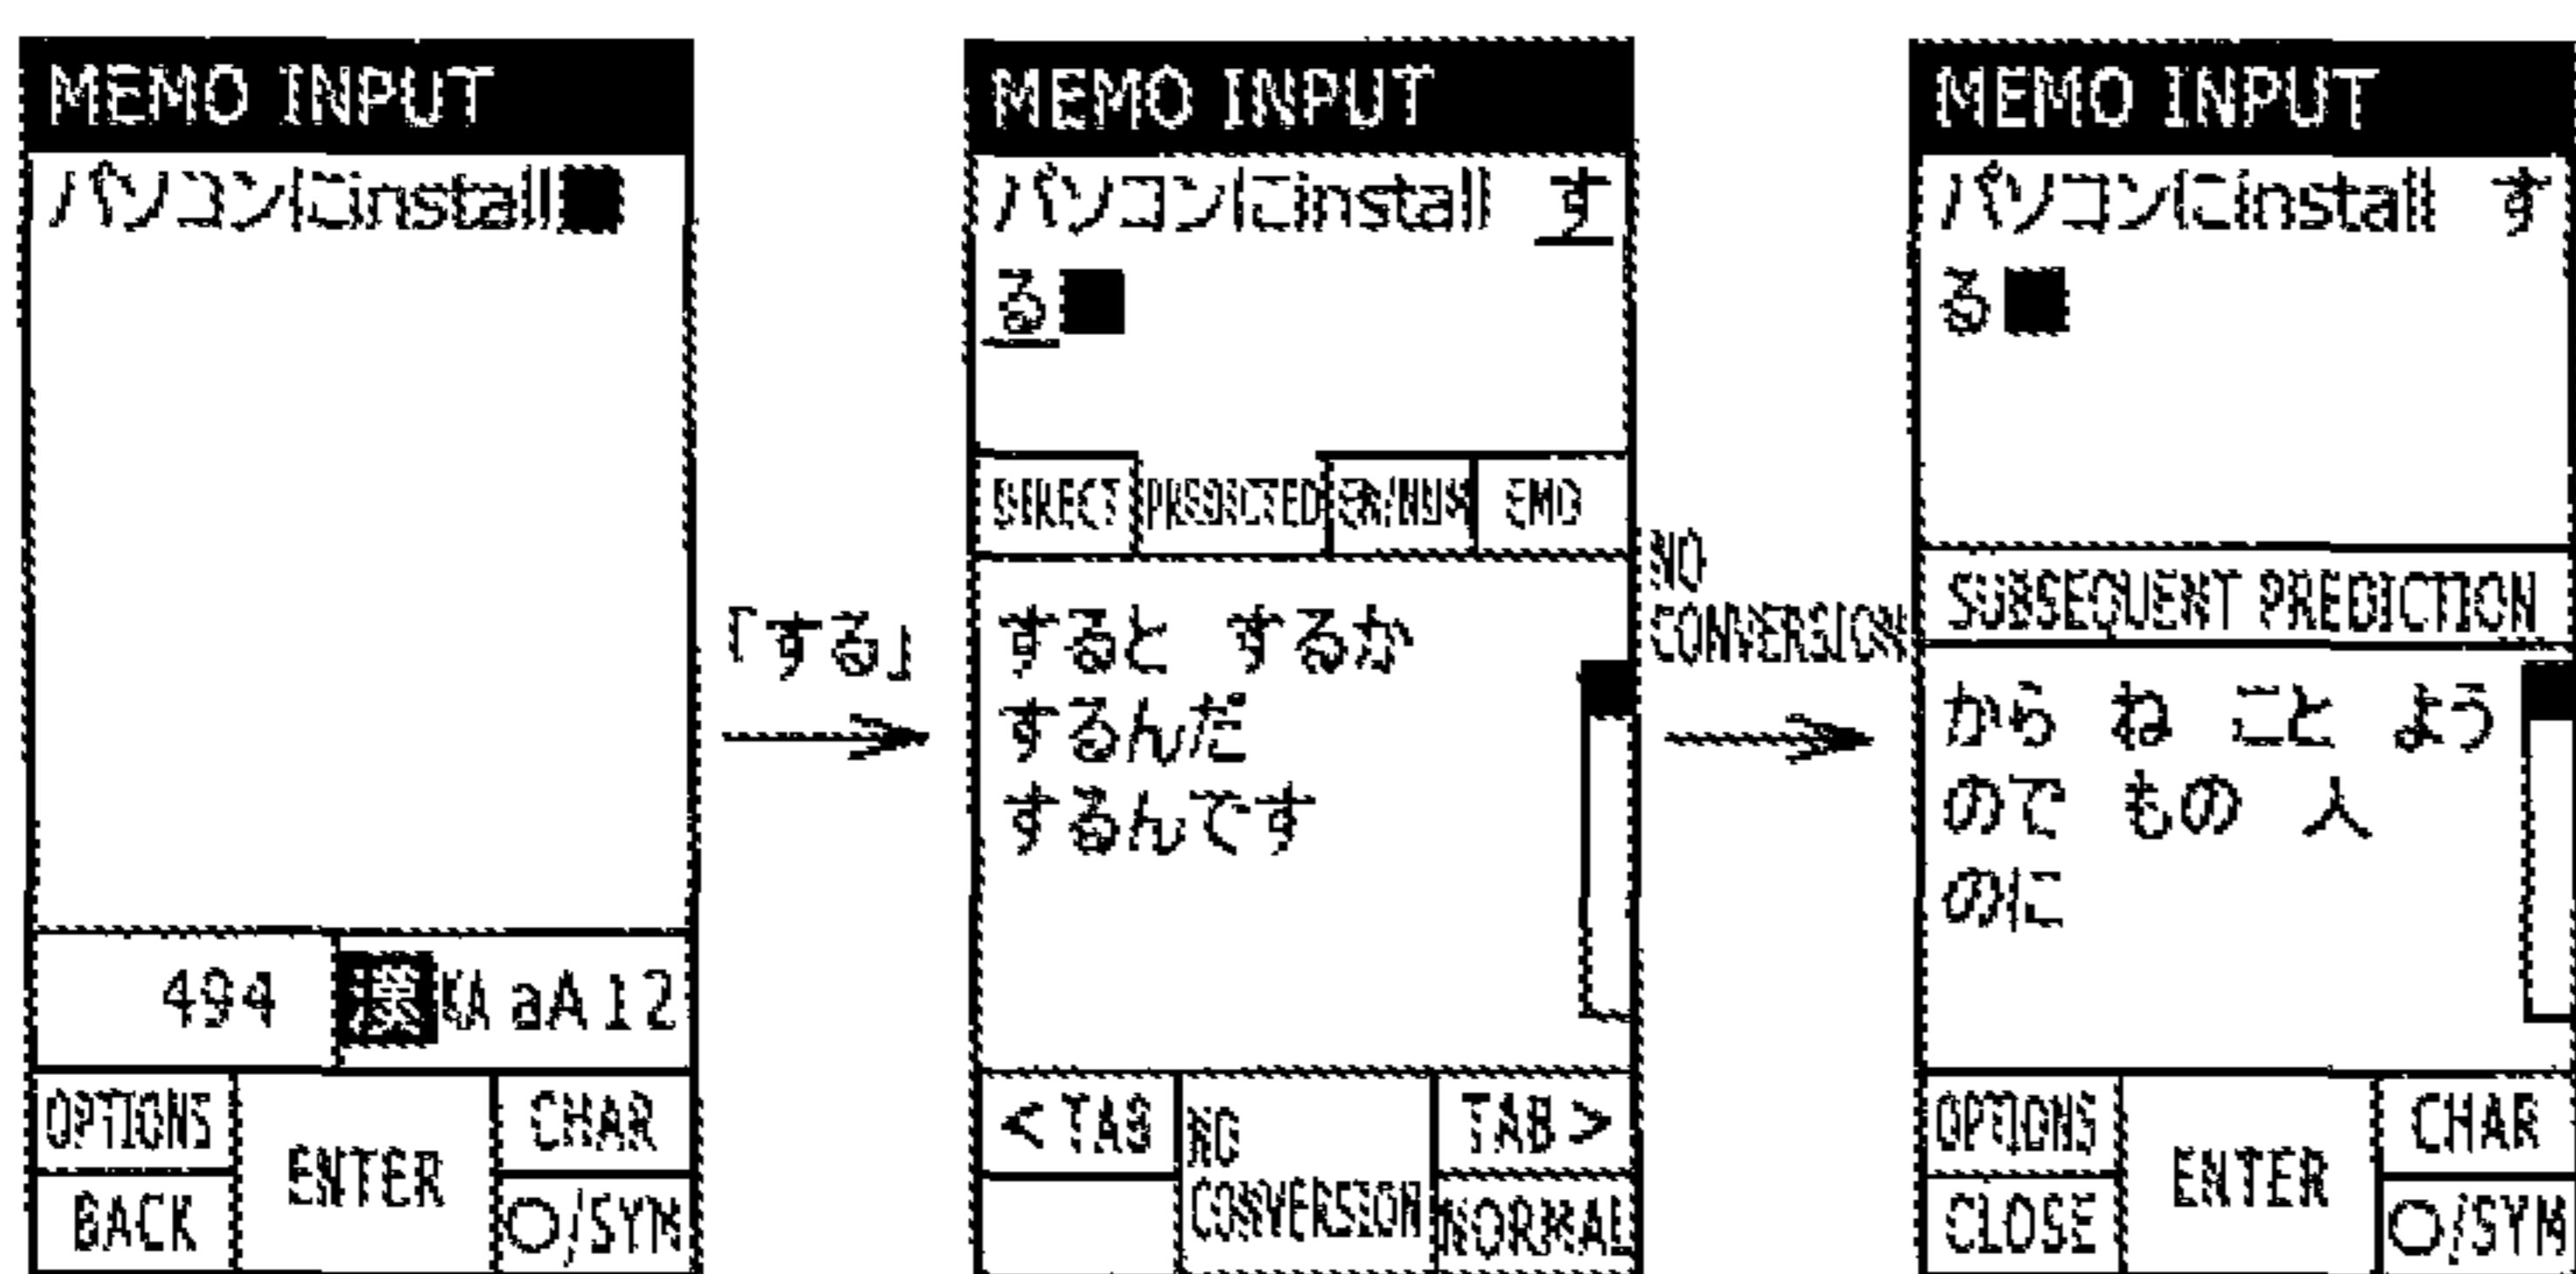 MEMO INPUT
パソコンにinstall
494
漢 KA aA 12
OPTIONS
ENTER
CHAR
BACK
○/SYM
「する」
MEMO INPUT
パソコンにinstall す
る
DIRECT
PREDICTED
EN/NUM
EMO
すると するか
するんだ
するんです
< TAB
NO
CONVERSION
TAB >
NORMAL
NO
CONVERSION
MEMO INPUT
パソコンにinstall す
る
SUBSEQUENT PREDICTION
から ね こと よう
ので もの 人
のに
OPTIONS
ENTER
CHAR
CLOSE
○/SYM